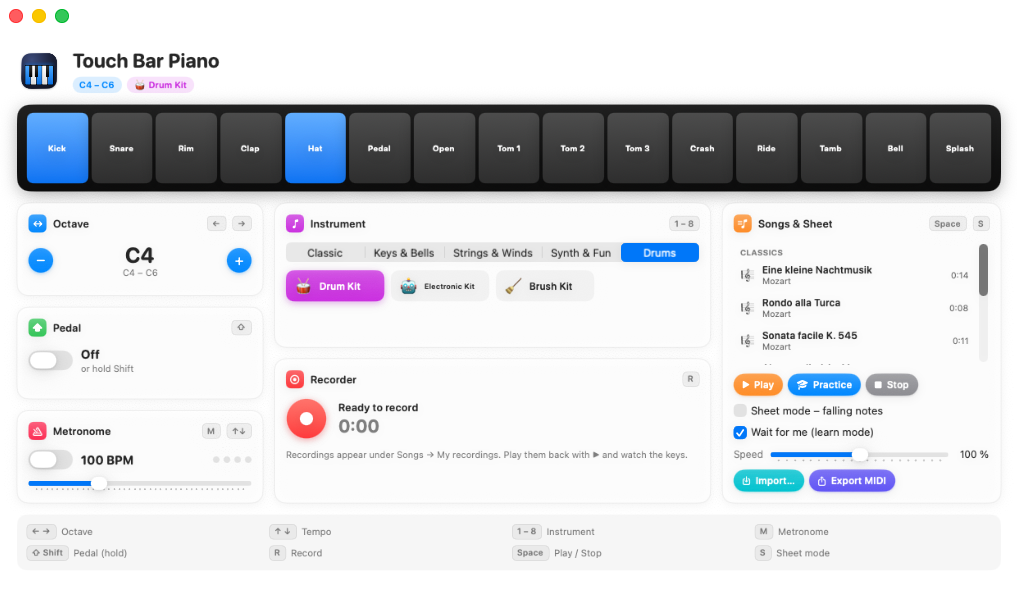 Touch Bar Piano
C4 – C6 Drum Kit
Kick Snare Rim Clap Hat Pedal Open Tom 1 Tom 2 Tom 3 Crash Ride Tamb Bell Splash
Octave ← →
− C4 +
C4 – C6
Pedal ⇧
Off
or hold Shift
Metronome M ↑↓
100 BPM
Instrument 1 – 8
Classic Keys & Bells Strings & Winds Synth & Fun Drums
Drum Kit Electronic Kit Brush Kit
Recorder R
Ready to record
0:00
Recordings appear under Songs → My recordings. Play them back with ▶ and watch the keys.
Songs & Sheet Space S
CLASSICS
Eine kleine Nachtmusik 0:14
Mozart
Rondo alla Turca 0:08
Mozart
Sonata facile K. 545 0:11
Mozart
Play Practice Stop
Sheet mode – falling notes
Wait for me (learn mode)
Speed 100 %
Import... Export MIDI
← → Octave ↑ ↓ Tempo 1 – 8 Instrument M Metronome
⇧ Shift Pedal (hold) R Record Space Play / Stop S Sheet mode